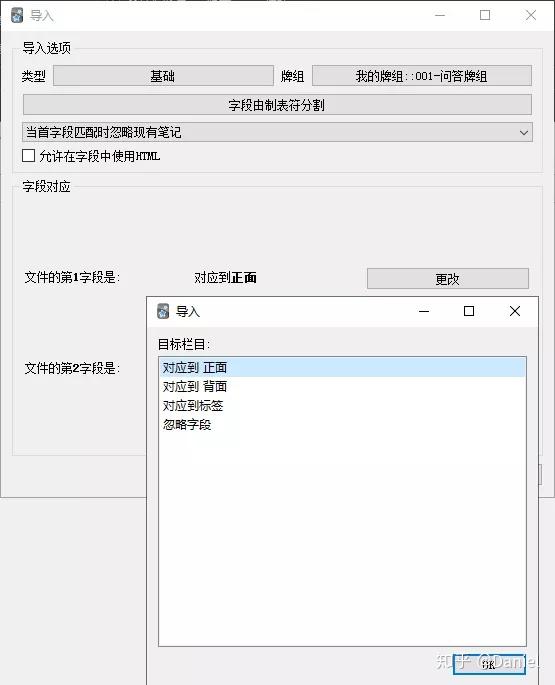 导入
导入选项
类型 基础 牌组 我的牌组::001-问答牌组
字段由制表符分割
当首字段匹配时忽略现有笔记
允许在字段中使用HTML
字段对应
文件的第1字段是: 对应到正面 更改
文件的第2字段是:
导入
目标栏目:
对应到 正面
对应到 背面
对应到标签
忽略字段
OK
知乎 @Daniel